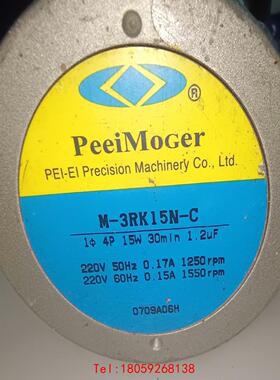 ®
PEEIMOGER
PEI-EI Precision Machinery Co., Ltd.
M-3RK15N-C
1ϕ 4P 15W 30min 1.2uF
220V 50Hz 0.17A 1250rpm
220V 60Hz 0.15A 1550rpm
0709A06H
Tel:18059268138